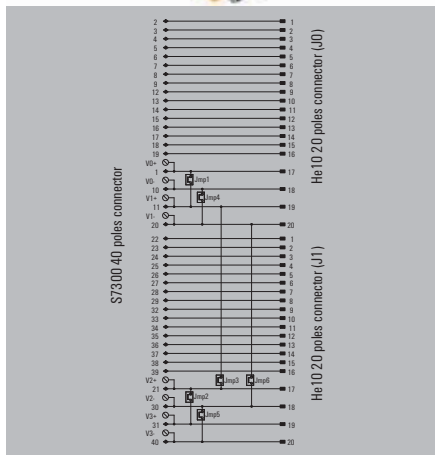 2 1
3 2
4 3
5 4
6 5
7 6
8 7
9 8
12 9
13 10
14 11
15 12
16 13
17 14
18 15
19 16
V0+
1 17
V0-
Jmp1
10 18
V1+
Jmp4
11 19
V1-
20 20
22 1
23 2
24 3
25 4
26 5
27 6
28 7
29 8
32 9
33 10
34 11
35 12
36 13
37 14
38 15
39 16
V2+
Jmp3 Jmp6
21 17
V2-
Jmp2
30 18
V3+
Jmp5
31 19
V3-
40 20
S7300 40 poles connector
He10 20 poles connector (J0)
He10 20 poles connector (J1)